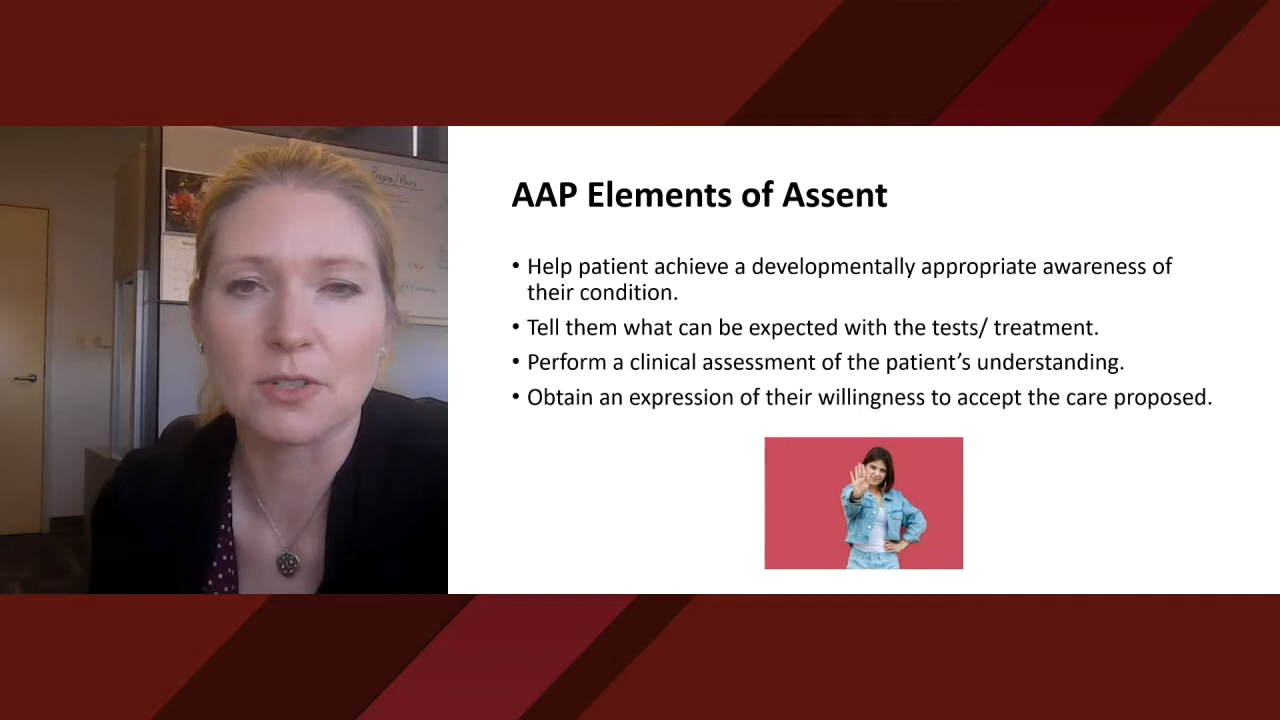 AAP Elements of Assent
• Help patient achieve a developmentally appropriate awareness of
their condition.
• Tell them what can be expected with the tests/ treatment.
• Perform a clinical assessment of the patient's understanding.
• Obtain an expression of their willingness to accept the care proposed.